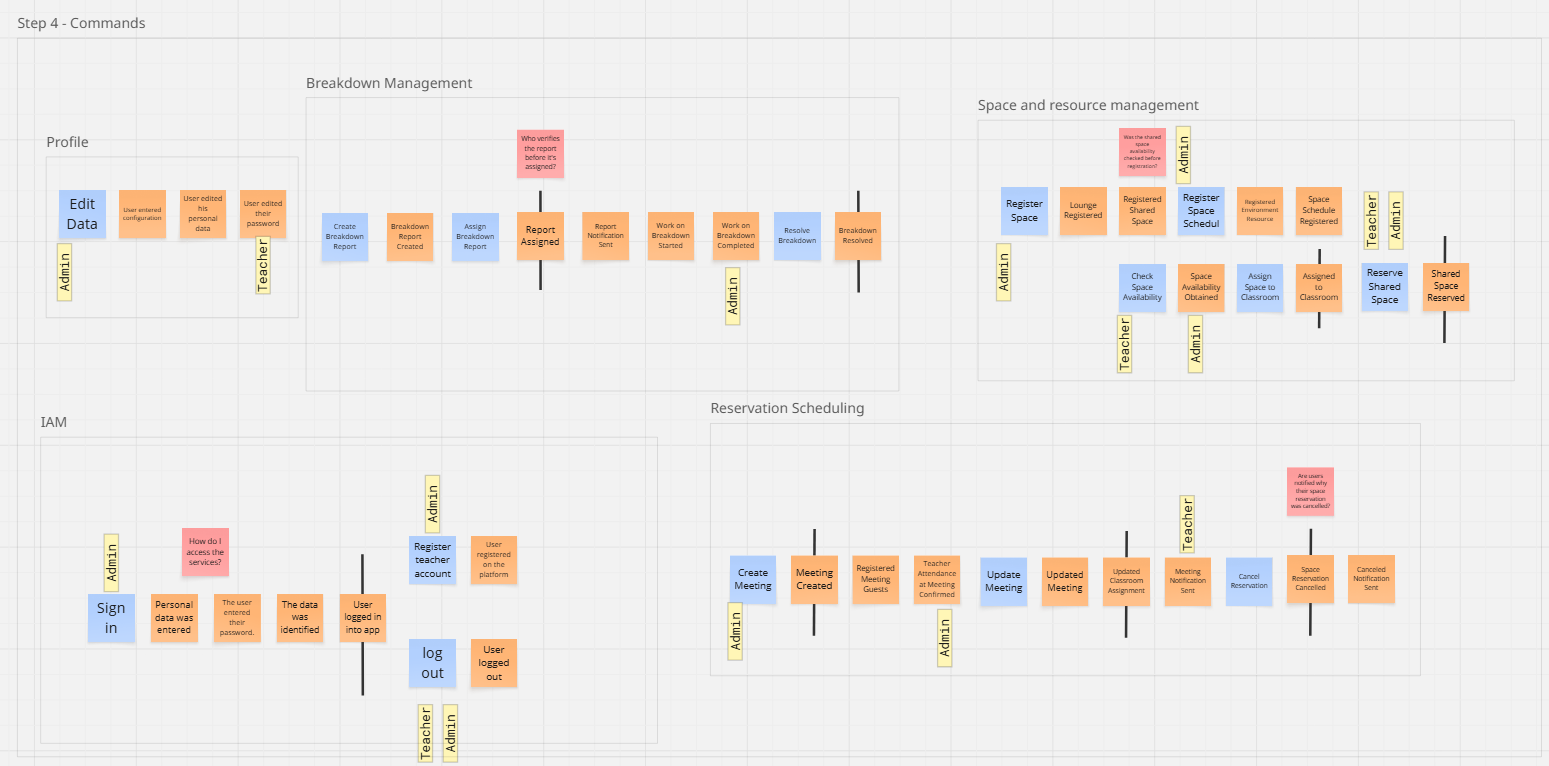 Step 4 - Commands
Profile
Edit
Data
User entered
configuration
User edited
his
personal
data
User edited
their
password
Admin
Teacher
Breakdown Management
Who verifies
the report
before it's
assigned?
Create
Breakdown
Report
Breakdown
Report
Created
Assign
Breakdown
Report
Report
Assigned
Report
Notification
Sent
Work on
Breakdown
Started
Work on
Breakdown
Completed
Resolve
Breakdown
Breakdown
Resolved
Admin
Space and resource management
Was the shared
space
availability
checked before
registration?
Admin
Register
Space
Lounge
Registered
Registered
Shared
Space
Register
Space
Schedul
Registered
Environment
Resource
Space
Schedule
Registered
Teacher
Admin
Admin
Check
Space
Availability
Space
Availability
Obtained
Assign
Space to
Classroom
Assigned
to
Classroom
Reserve
Shared
Space
Shared
Space
Reserved
Teacher
Admin
IAM
Admin
How do I
access the
services?
Admin
Register
teacher
account
User
registered
on the
platform
Sign
in
Personal
data was
entered
The user
entered
their
password.
The data
was
identified
User
logged in
into app
log
out
User
logged
out
Teacher
Admin
Reservation Scheduling
Are users
notified why
their space
reservation
was cancelled?
Teacher
Create
Meeting
Meeting
Created
Registered
Meeting
Guests
Teacher
Attendance
at Meeting
Confirmed
Update
Meeting
Updated
Meeting
Updated
Classroom
Assignment
Meeting
Notification
Sent
Cancel
Reservation
Space
Reservation
Cancelled
Canceled
Notification
Sent
Admin
Admin